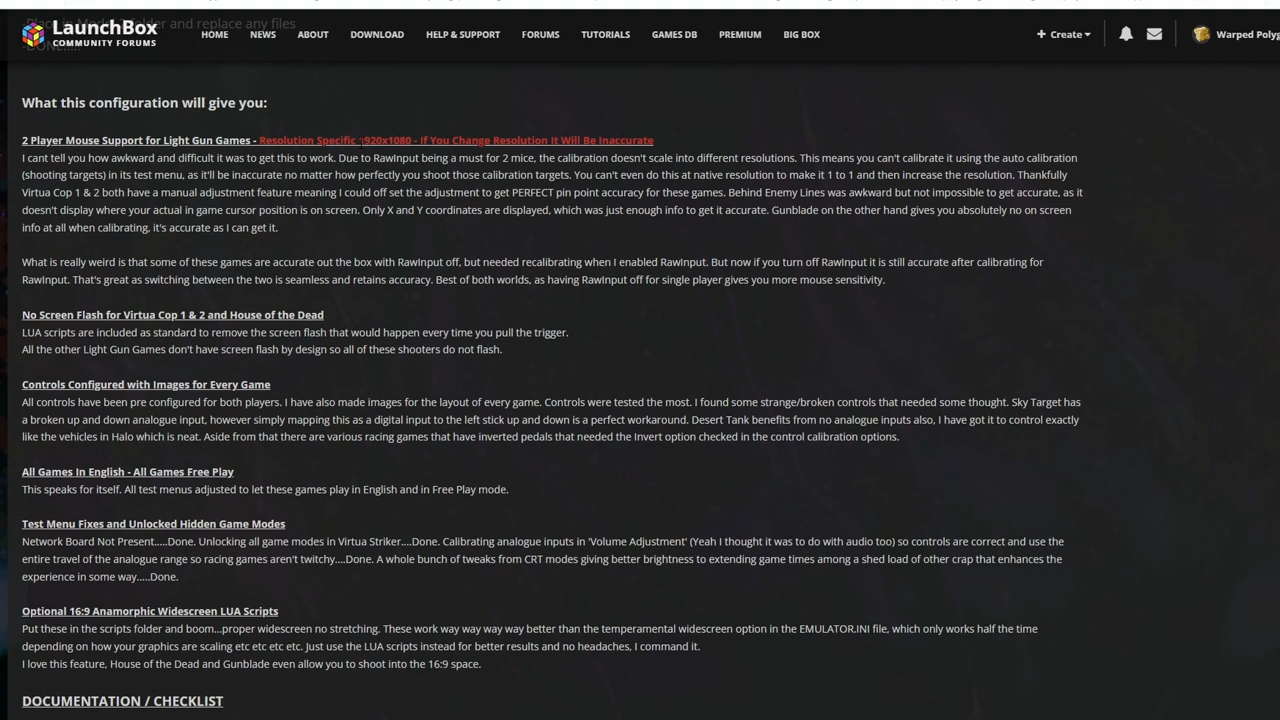 Place in Model 2 folder and replace any files
LaunchBox
COMMUNITY FORUMS
HOME NEWS ABOUT DOWNLOAD HELP & SUPPORT FORUMS TUTORIALS GAMES DB PREMIUM BIG BOX
+ Create
Warped Polyg
-DONE.....
What this configuration will give you:
2 Player Mouse Support for Light Gun Games - Resolution Specific 1920x1080 - If You Change Resolution It Will Be Inaccurate
I cant tell you how awkward and difficult it was to get this to work. Due to RawInput being a must for 2 mice, the calibration doesn't scale into different resolutions. This means you can't calibrate it using the auto calibration
(shooting targets) in its test menu, as it'll be inaccurate no matter how perfectly you shoot those calibration targets. You can't even do this at native resolution to make it 1 to 1 and then increase the resolution. Thankfully
Virtua Cop 1 & 2 both have a manual adjustment feature meaning I could off set the adjustment to get PERFECT pin point accuracy for these games. Behind Enemy Lines was awkward but not impossible to get accurate, as it
doesn't display where your actual in game cursor position is on screen. Only X and Y coordinates are displayed, which was just enough info to get it accurate. Gunblade on the other hand gives you absolutely no on screen
info at all when calibrating, it's accurate as I can get it.
What is really weird is that some of these games are accurate out the box with RawInput off, but needed recalibrating when I enabled RawInput. But now if you turn off RawInput it is still accurate after calibrating for
RawInput. That's great as switching between the two is seamless and retains accuracy. Best of both worlds, as having RawInput off for single player gives you more mouse sensitivity.
No Screen Flash for Virtua Cop 1 & 2 and House of the Dead
LUA scripts are included as standard to remove the screen flash that would happen every time you pull the trigger.
All the other Light Gun Games don't have screen flash by design so all of these shooters do not flash.
Controls Configured with Images for Every Game
All controls have been pre configured for both players. I have also made images for the layout of every game. Controls were tested the most. I found some strange/broken controls that needed some thought. Sky Target has
a broken up and down analogue input, however simply mapping this as a digital input to the left stick up and down is a perfect workaround. Desert Tank benefits from no analogue inputs also, I have got it to control exactly
like the vehicles in Halo which is neat. Aside from that there are various racing games that have inverted pedals that needed the Invert option checked in the control calibration options.
All Games In English - All Games Free Play
This speaks for itself. All test menus adjusted to let these games play in English and in Free Play mode.
Test Menu Fixes and Unlocked Hidden Game Modes
Network Board Not Present.....Done. Unlocking all game modes in Virtua Striker....Done. Calibrating analogue inputs in 'Volume Adjustment' (Yeah I thought it was to do with audio too) so controls are correct and use the
entire travel of the analogue range so racing games aren't twitchy....Done. A whole bunch of tweaks from CRT modes giving better brightness to extending game times among a shed load of other crap that enhances the
experience in some way.....Done.
Optional 16:9 Anamorphic Widescreen LUA Scripts
Put these in the scripts folder and boom...proper widescreen no stretching. These work way way way way better than the temperamental widescreen option in the EMULATOR.INI file, which only works half the time
depending on how your graphics are scaling etc etc etc etc. Just use the LUA scripts instead for better results and no headaches, I command it.
I love this feature, House of the Dead and Gunblade even allow you to shoot into the 16:9 space.
DOCUMENTATION / CHECKLIST